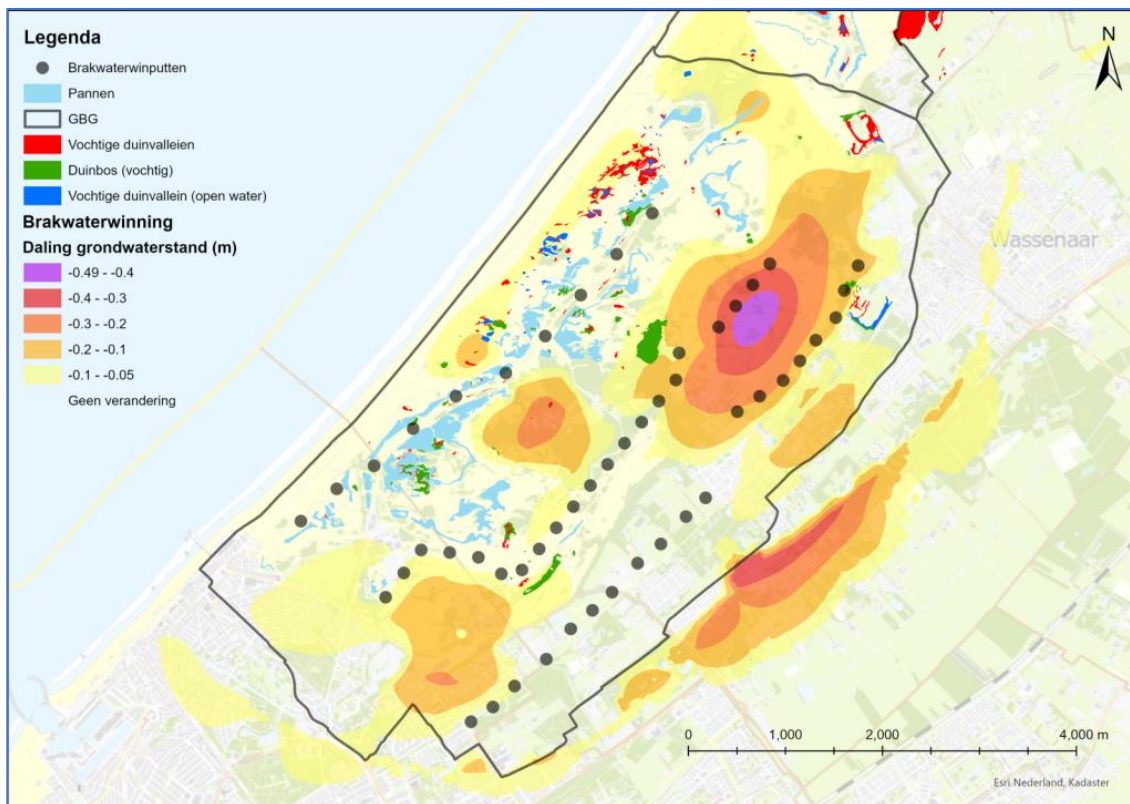 Legenda
Brakwaterwinputten
Pannen
GBG
Vochtige duinvalleien
Duinbos (vochtig)
Vochtige duinvallein (open water)
Brakwaterwinning
Daling grondwaterstand (m)
-0.49 - -0.4
-0.4 - -0.3
-0.3 - -0.2
-0.2 - -0.1
-0.1 - -0.05
Geen verandering
N
Wassenaar
0 1,000 2,000 4,000 m
Esri Nederland, Kadaster